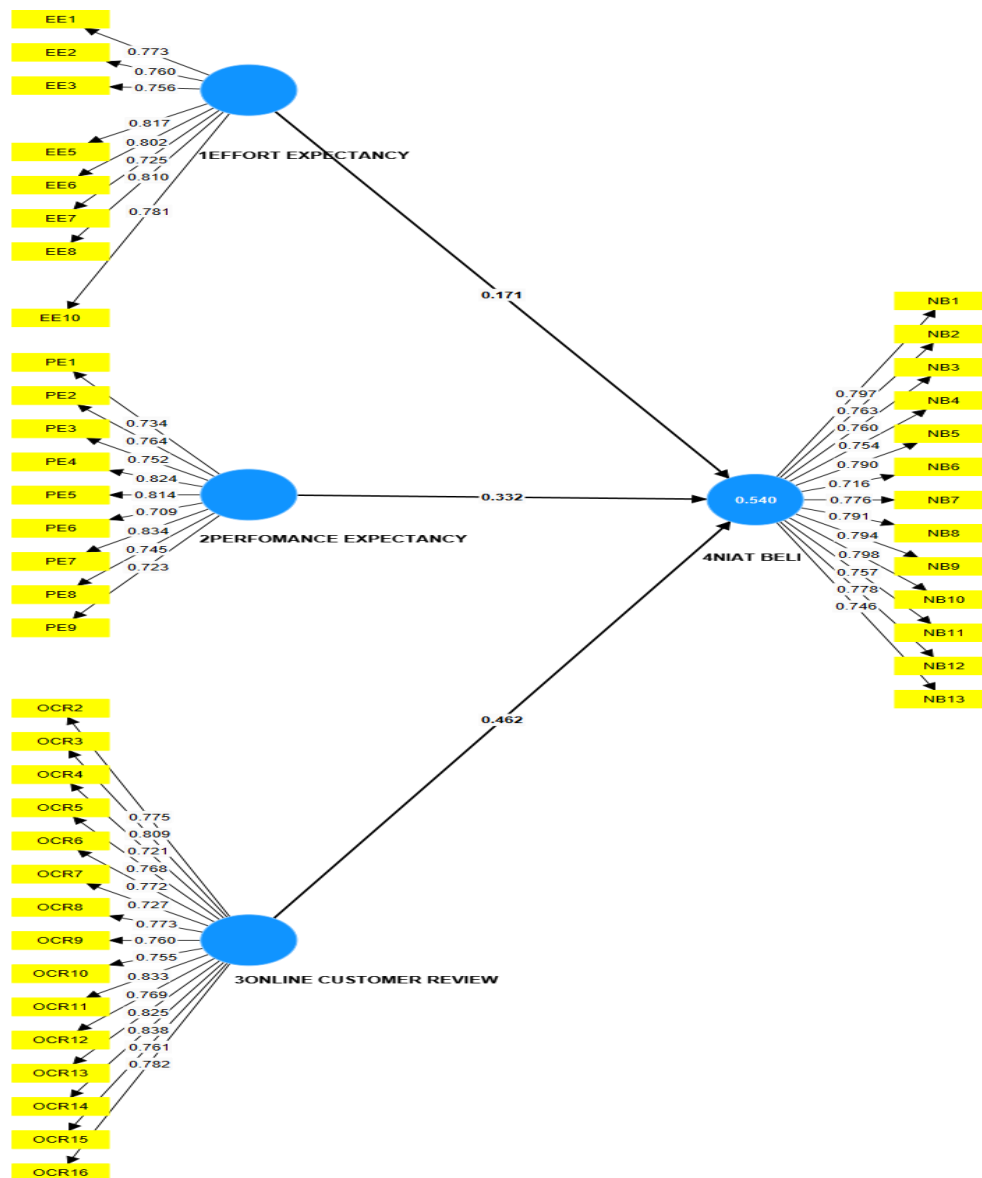 EE1
EE2
EE3
EE5
EE6
EE7
EE8
EE10
0.773
0.760
0.756
0.817
0.802
0.725
0.810
0.781
1EFFORT EXPECTANCY
0.171
PE1
PE2
PE3
PE4
PE5
PE6
PE7
PE8
PE9
0.734
0.764
0.752
0.824
0.814
0.709
0.834
0.745
0.723
2PERFOMANCE EXPECTANCY
0.332
OCR2
OCR3
OCR4
OCR5
OCR6
OCR7
OCR8
OCR9
OCR10
OCR11
OCR12
OCR13
OCR14
OCR15
OCR16
0.775
0.809
0.721
0.768
0.772
0.727
0.773
0.760
0.755
0.833
0.769
0.825
0.838
0.761
0.782
3ONLINE CUSTOMER REVIEW
0.462
0.540
4NIAT BELI
0.797
0.763
0.760
0.754
0.790
0.716
0.776
0.791
0.794
0.798
0.757
0.778
0.746
NB1
NB2
NB3
NB4
NB5
NB6
NB7
NB8
NB9
NB10
NB11
NB12
NB13